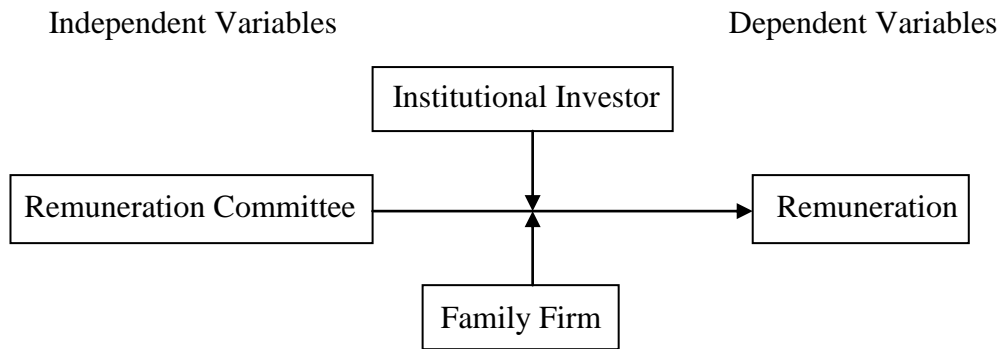 Independent Variables
Dependent Variables
Institutional Investor
Remuneration Committee
Remuneration
Family Firm